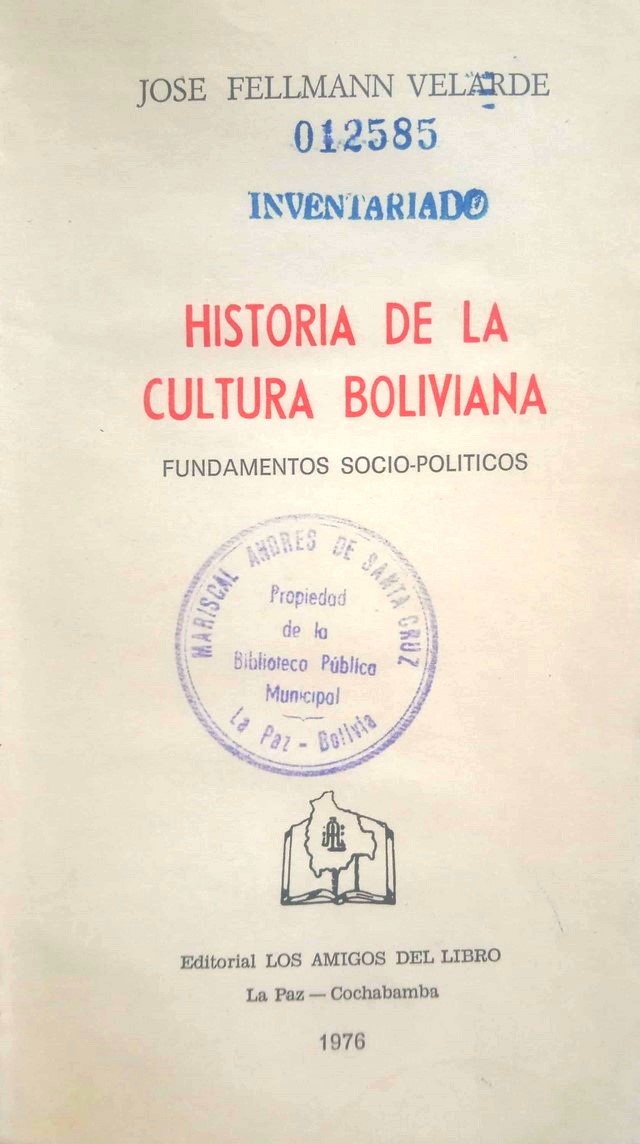 JOSE FELLMANN VELARDE
012585
INVENTARIADO
HISTORIA DE LA
CULTURA BOLIVIANA
FUNDAMENTOS SOCIO-POLITICOS
MARISCAL ANDRES DE SANTA CRUZ
Propiedad
de la
Biblioteca Pública
Municipal
La Paz - Bolivia
Editorial LOS AMIGOS DEL LIBRO
La Paz — Cochabamba
1976